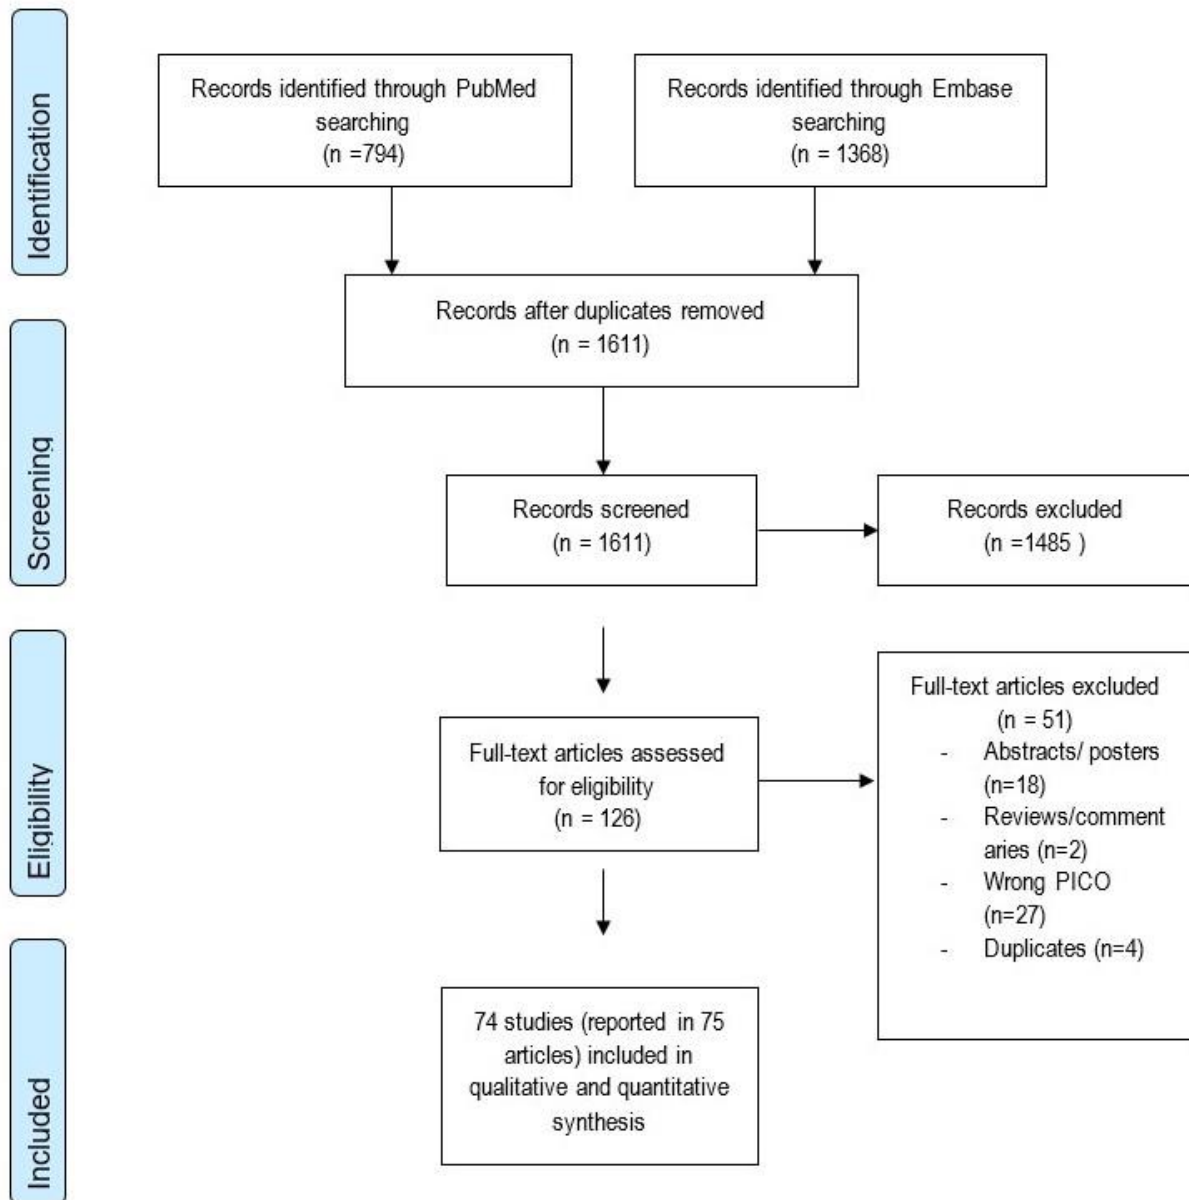 Identification
Records identified through PubMed
searching
(n =794)
Records identified through Embase
searching
(n = 1368)
Records after duplicates removed
(n = 1611)
Screening
Records screened
(n = 1611)
Records excluded
(n =1485 )
Eligibility
Full-text articles assessed
for eligibility
(n = 126)
Full-text articles excluded
(n = 51)
- Abstracts/ posters
(n=18)
- Reviews/comment
aries (n=2)
- Wrong PICO
(n=27)
- Duplicates (n=4)
Included
74 studies (reported in 75
articles) included in
qualitative and quantitative
synthesis